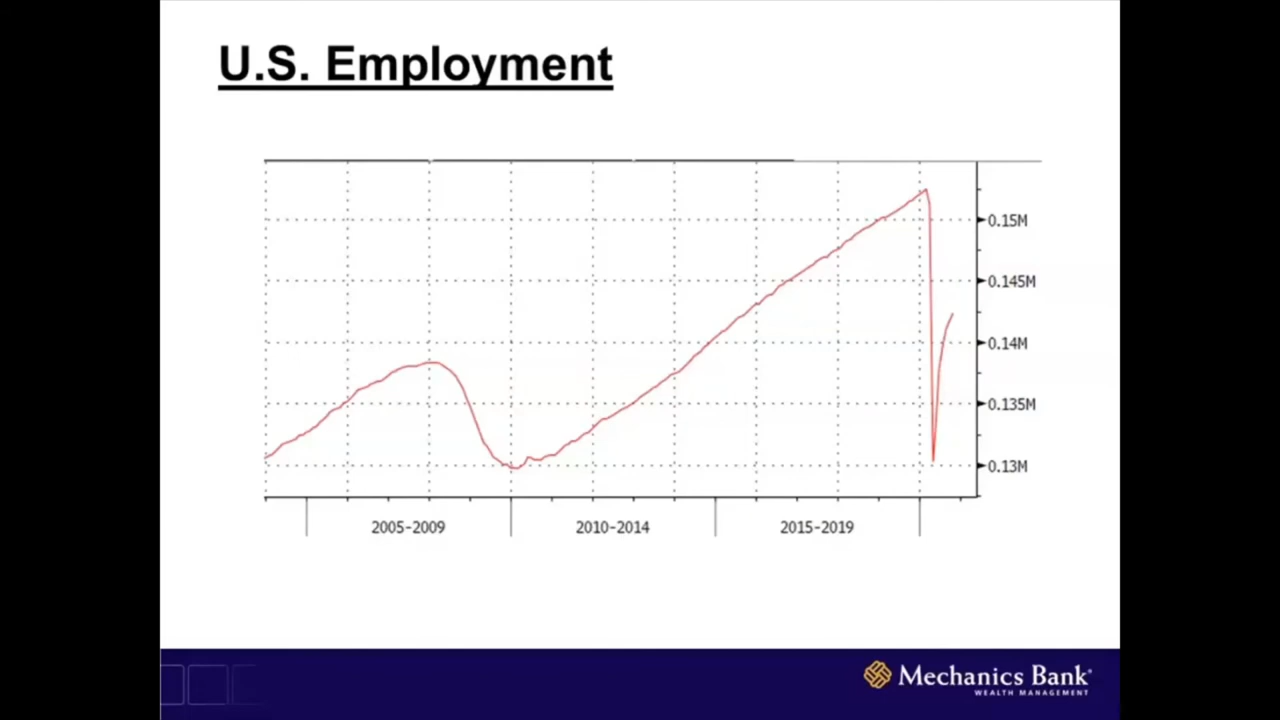 U.S. Employment
0.15M
0.145M
0.14M
0.135M
0.13M
2005-2009 2010-2014 2015-2019
Mechanics Bank
WEALTH MANAGEMENT